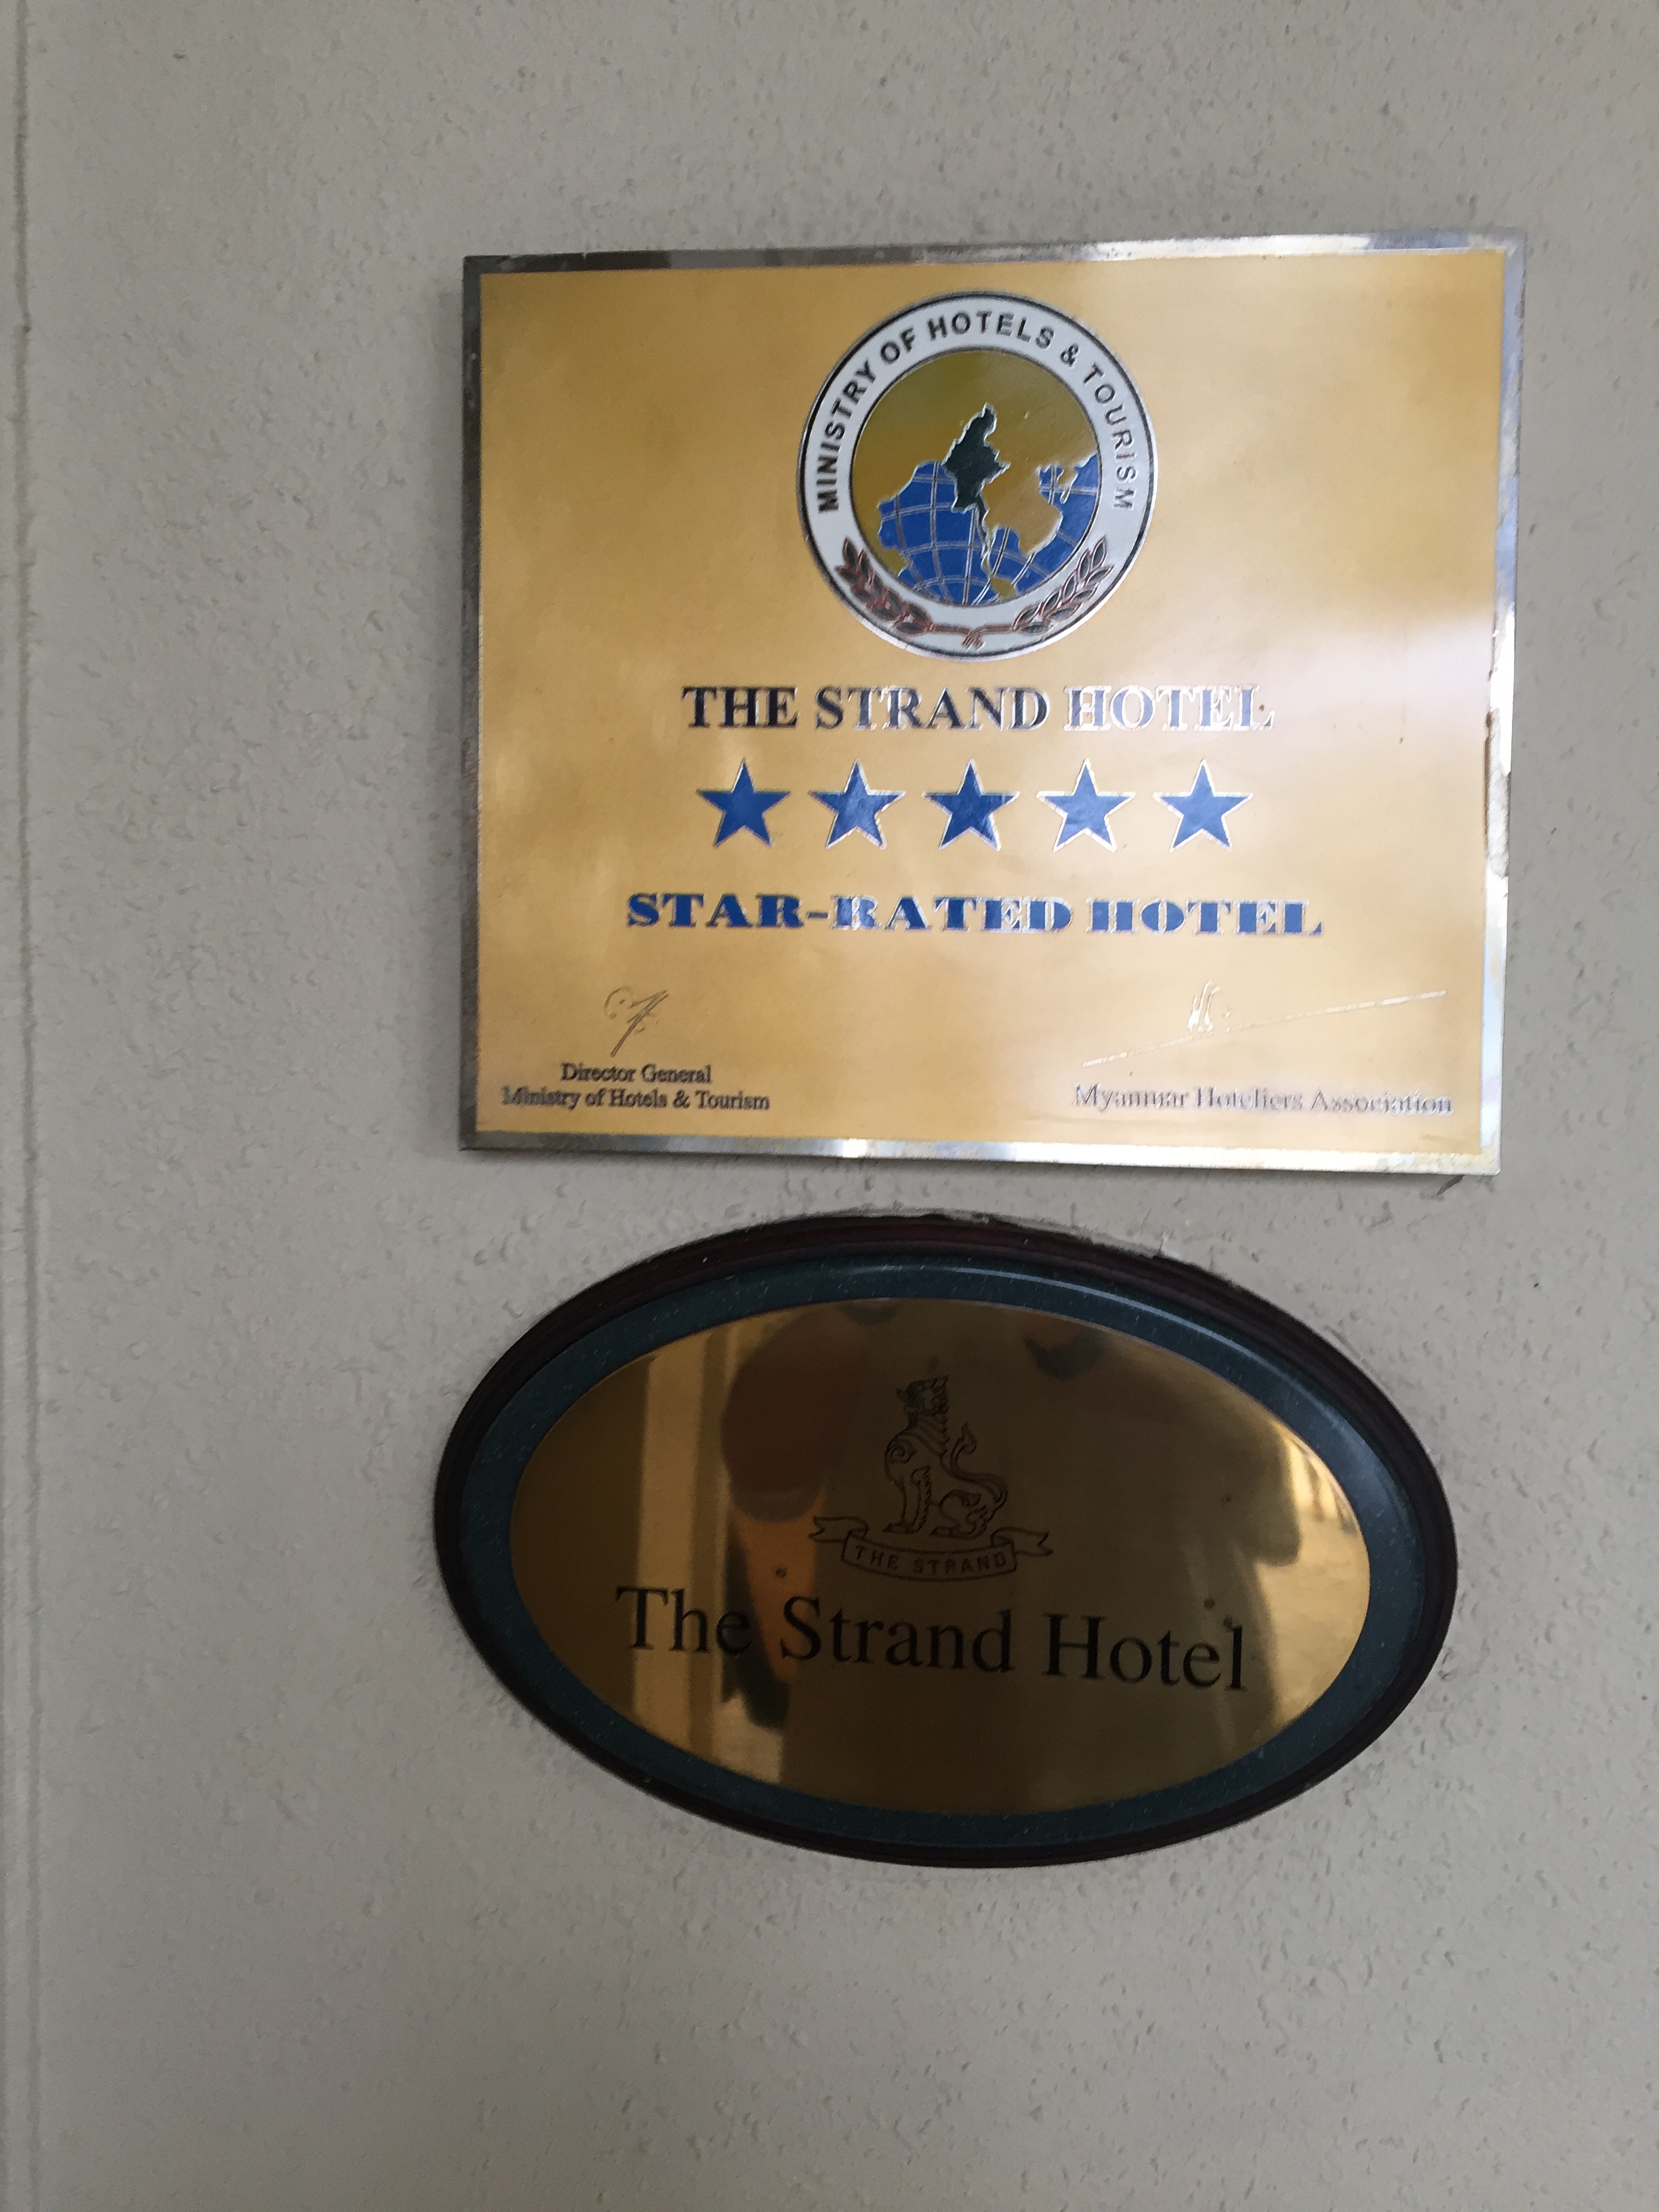 MINISTRY OF HOTELS & TOURISM
THE STRAND HOTEL
STAR-RATED HOTEL
Director General
Ministry of Hotels & Tourism
Myanmar Hoteliers Association
THE STRAND
The Strand Hotel